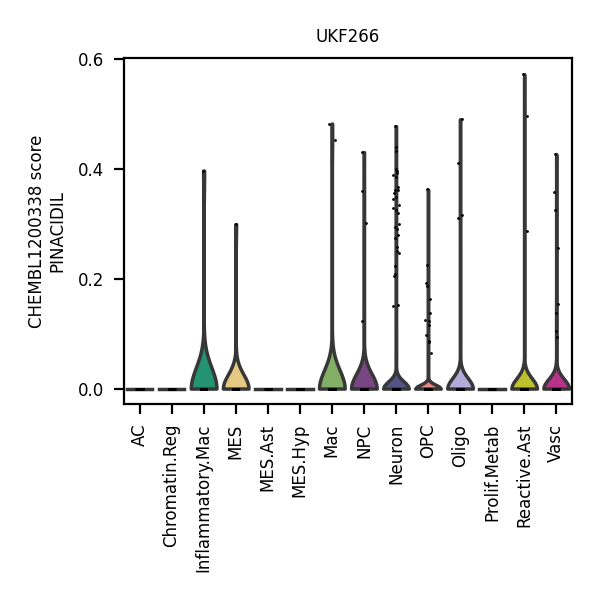 UKF266
CHEMBL1200338 score
PINACIDIL
0.6
0.4
0.2
0.0
AC
Chromatin.Reg
Inflammatory.Mac
MES
MES.Ast
MES.Hyp
Mac
NPC
Neuron
OPC
Oligo
Prolif.Metab
Reactive.Ast
Vasc